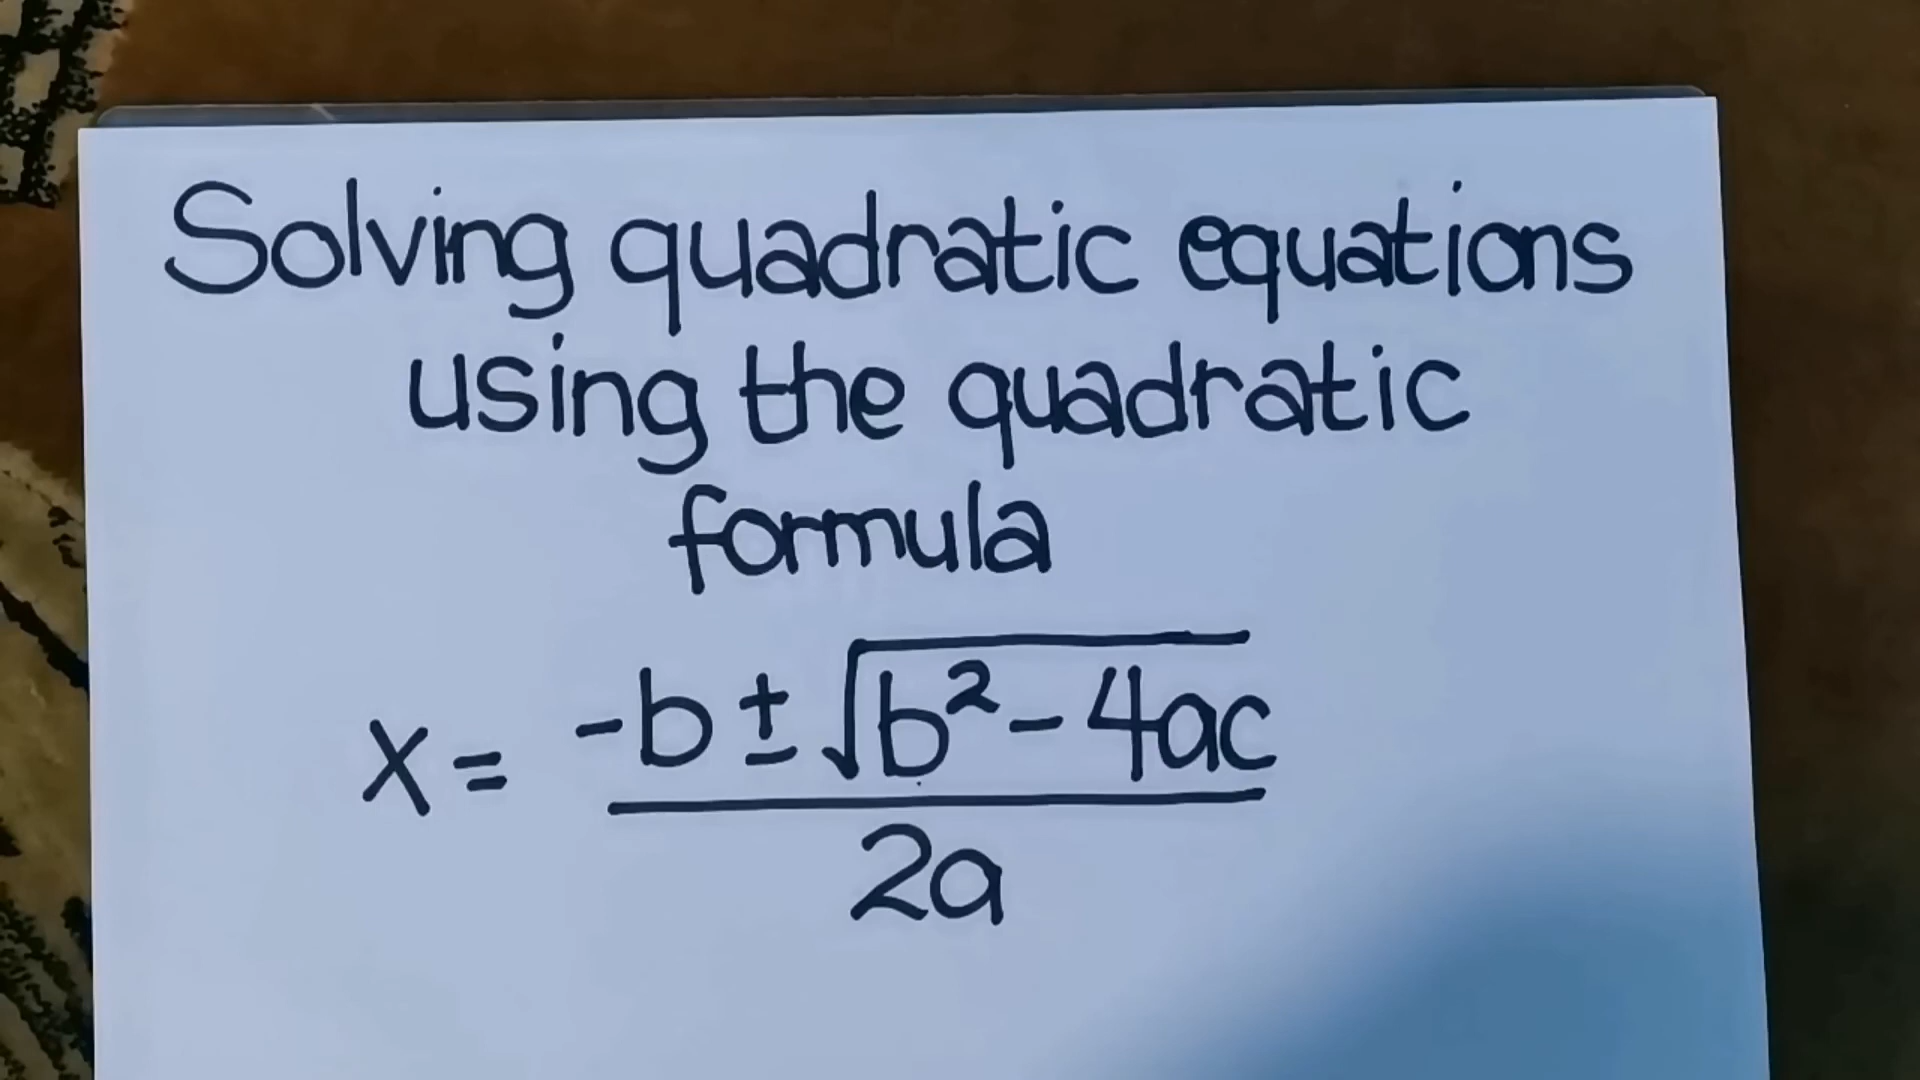 Solving quadratic equations
using the quadratic
formula
x = -b ± √b² - 4ac
2a